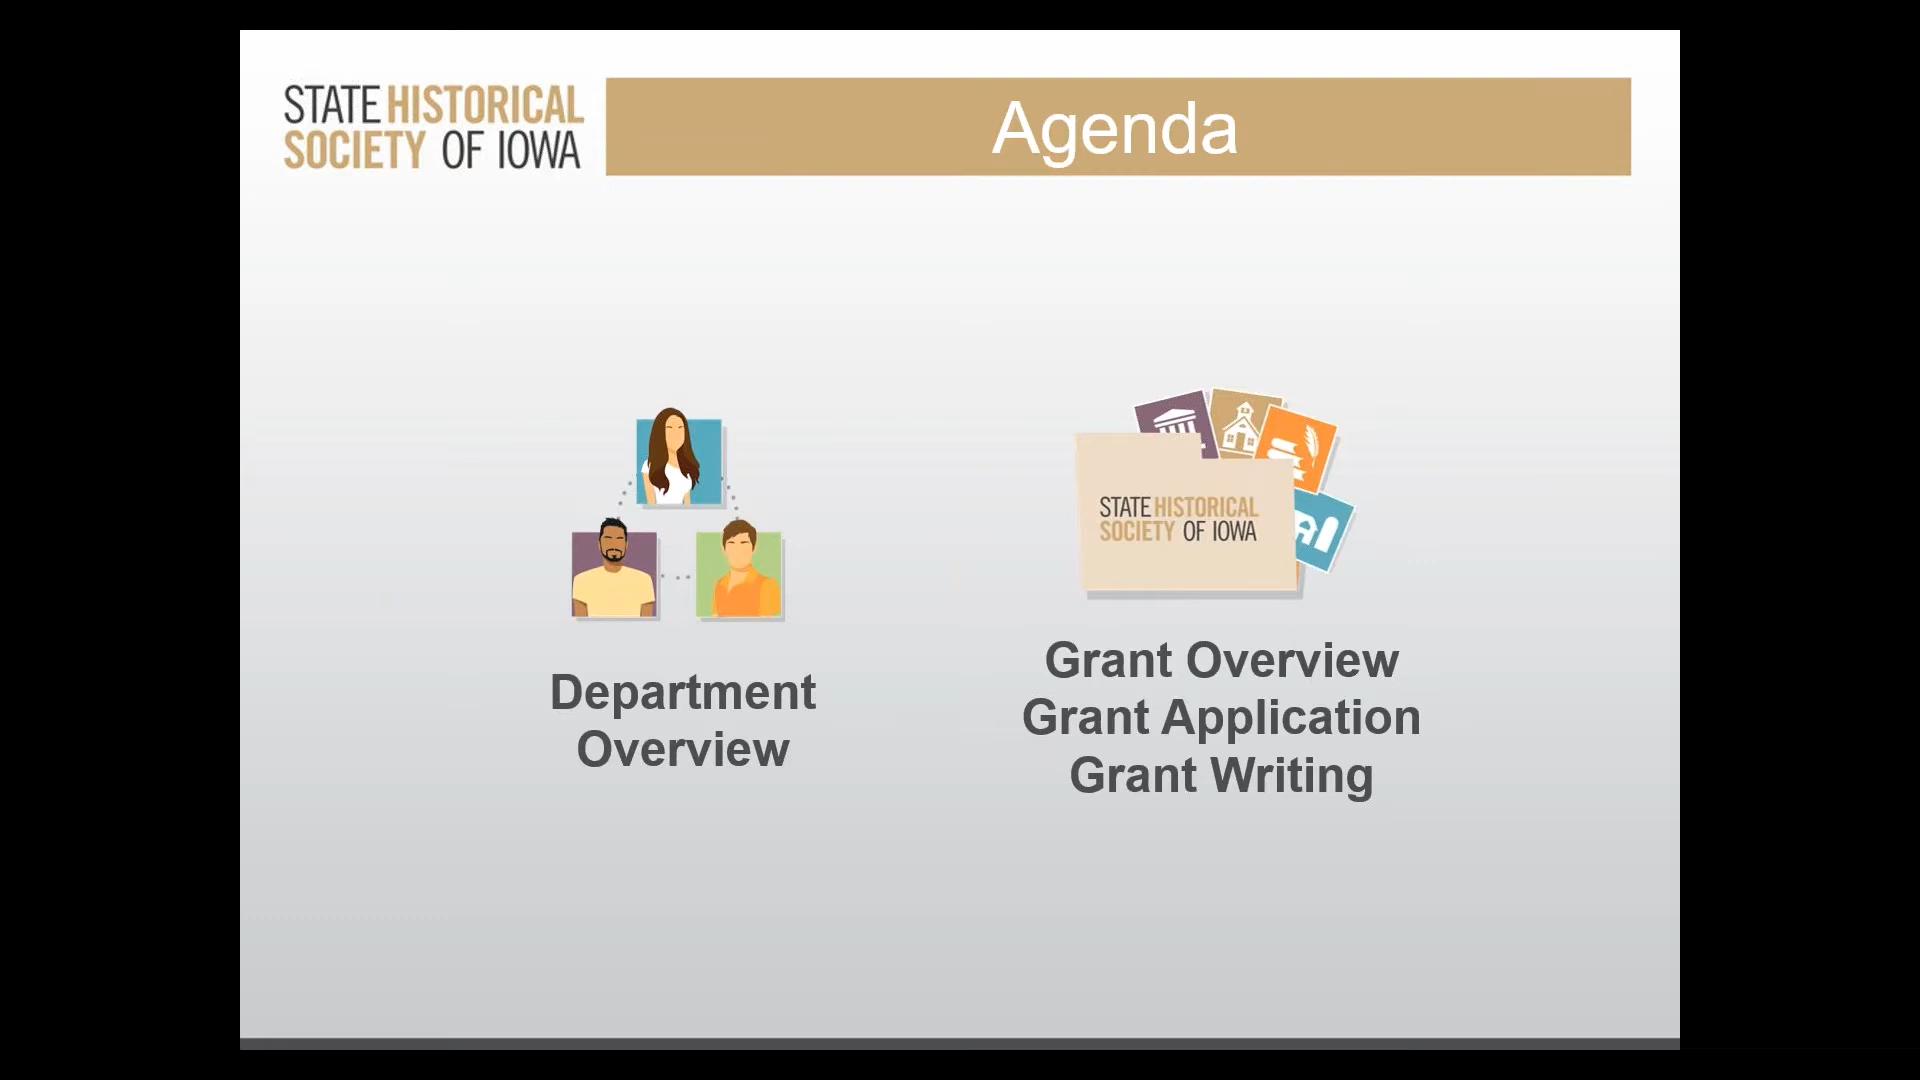 STATE HISTORICAL
SOCIETY OF IOWA
Agenda
STATE HISTORICAL
SOCIETY OF IOWA
Department
Overview
Grant Overview
Grant Application
Grant Writing